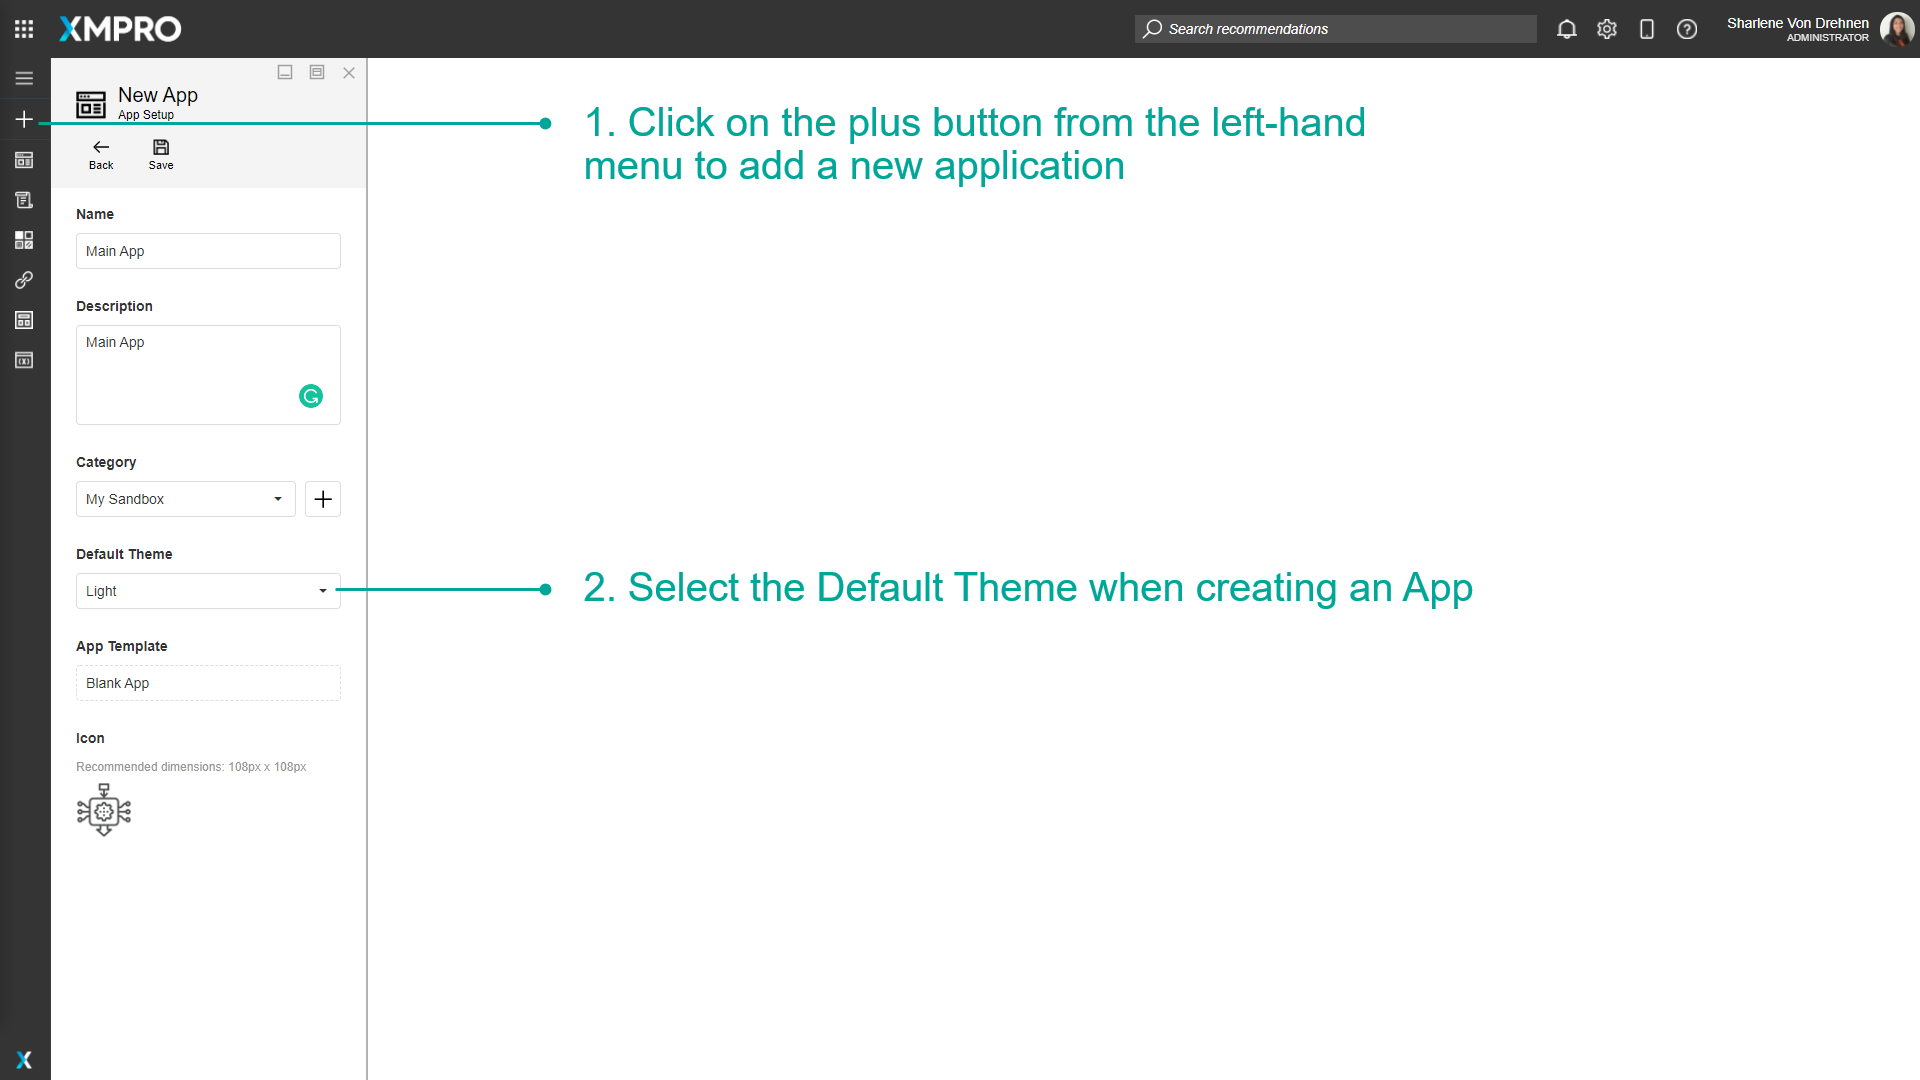 XMPRO
Search recommendations
Sharlene Von Drehnen
ADMINISTRATOR
New App
App Setup
Back
Save
1. Click on the plus button from the left-hand
menu to add a new application
Name
Main App
Description
Main App
Category
My Sandbox
Default Theme
Light
2. Select the Default Theme when creating an App
App Template
Blank App
Icon
Recommended dimensions: 108px x 108px